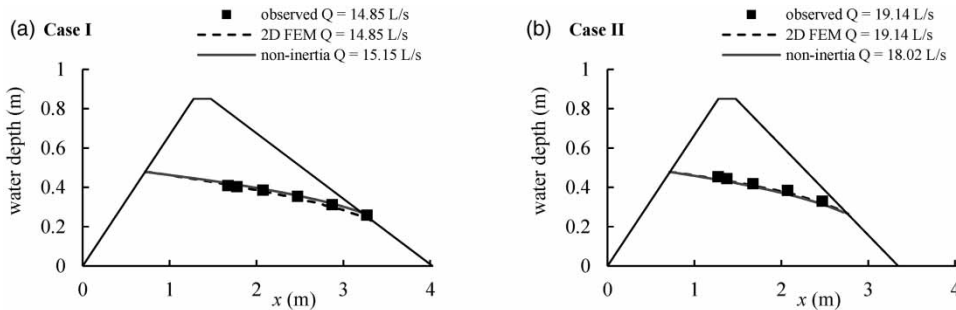 (a) Case I
observed Q = 14.85 L/s
2D FEM Q = 14.85 L/s
non-inertia Q = 15.15 L/s
water depth (m)
1
0.8
0.6
0.4
0.2
0
0 1 2 3 4
x (m)
(b) Case II
observed Q = 19.14 L/s
2D FEM Q = 19.14 L/s
non-inertia Q = 18.02 L/s
water depth (m)
1
0.8
0.6
0.4
0.2
0
0 1 2 3 4
x (m)